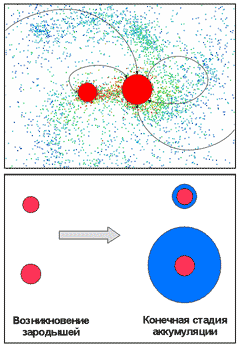 Возникновение
зародышей
Конечная стадия
аккумуляции